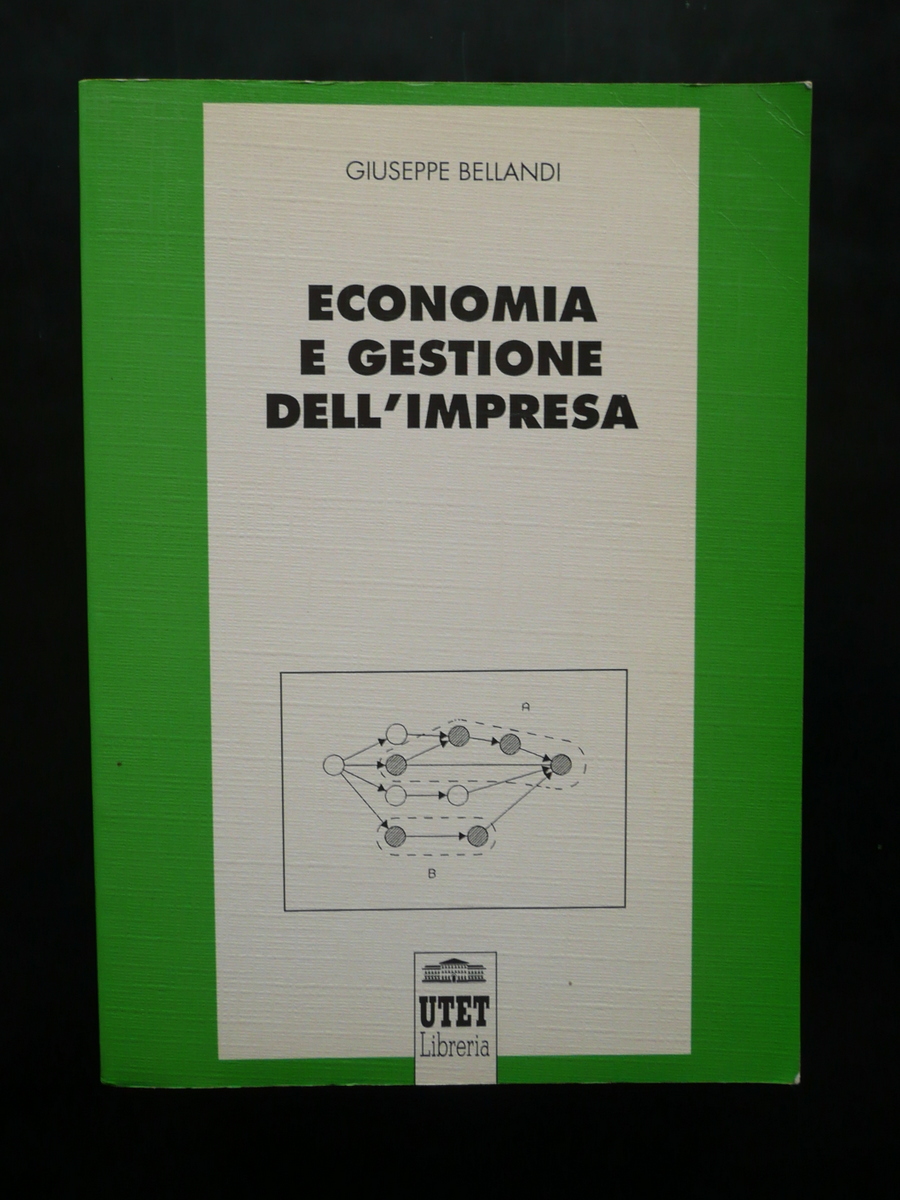 GIUSEPPE BELLANDI
ECONOMIA
E GESTIONE
DELL'IMPRESA
A
B
UTET
Libreria